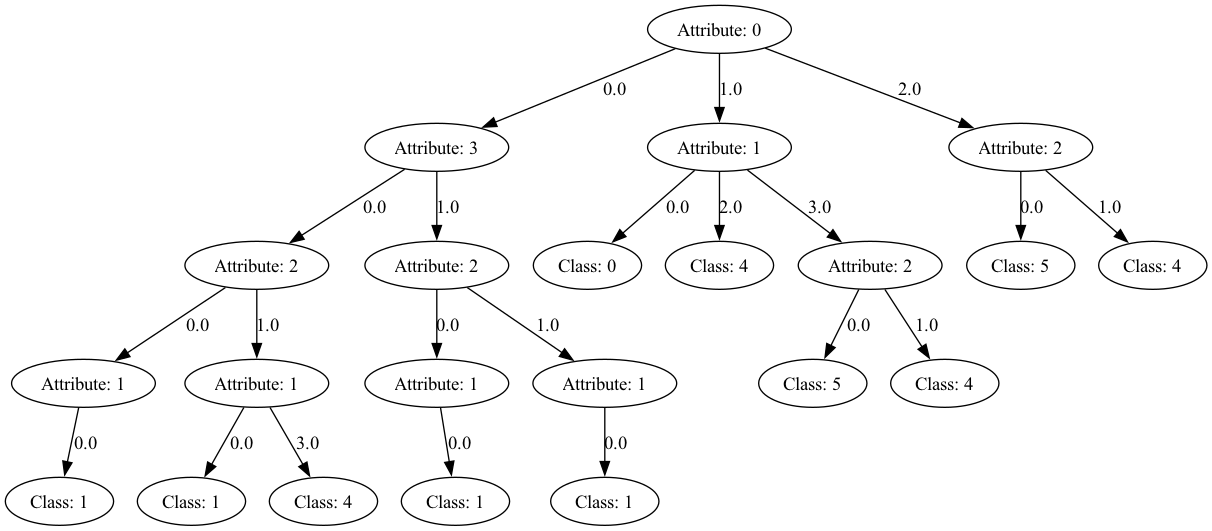 Attribute: 0
0.0 1.0 2.0
Attribute: 3 Attribute: 1 Attribute: 2
0.0 1.0 0.0 2.0 3.0 0.0 1.0
Attribute: 2 Attribute: 2 Class: 0 Class: 4 Attribute: 2 Class: 5 Class: 4
0.0 1.0 0.0 1.0 0.0 1.0
Attribute: 1 Attribute: 1 Attribute: 1 Attribute: 1 Class: 5 Class: 4
0.0 0.0 3.0 0.0 0.0
Class: 1 Class: 1 Class: 4 Class: 1 Class: 1